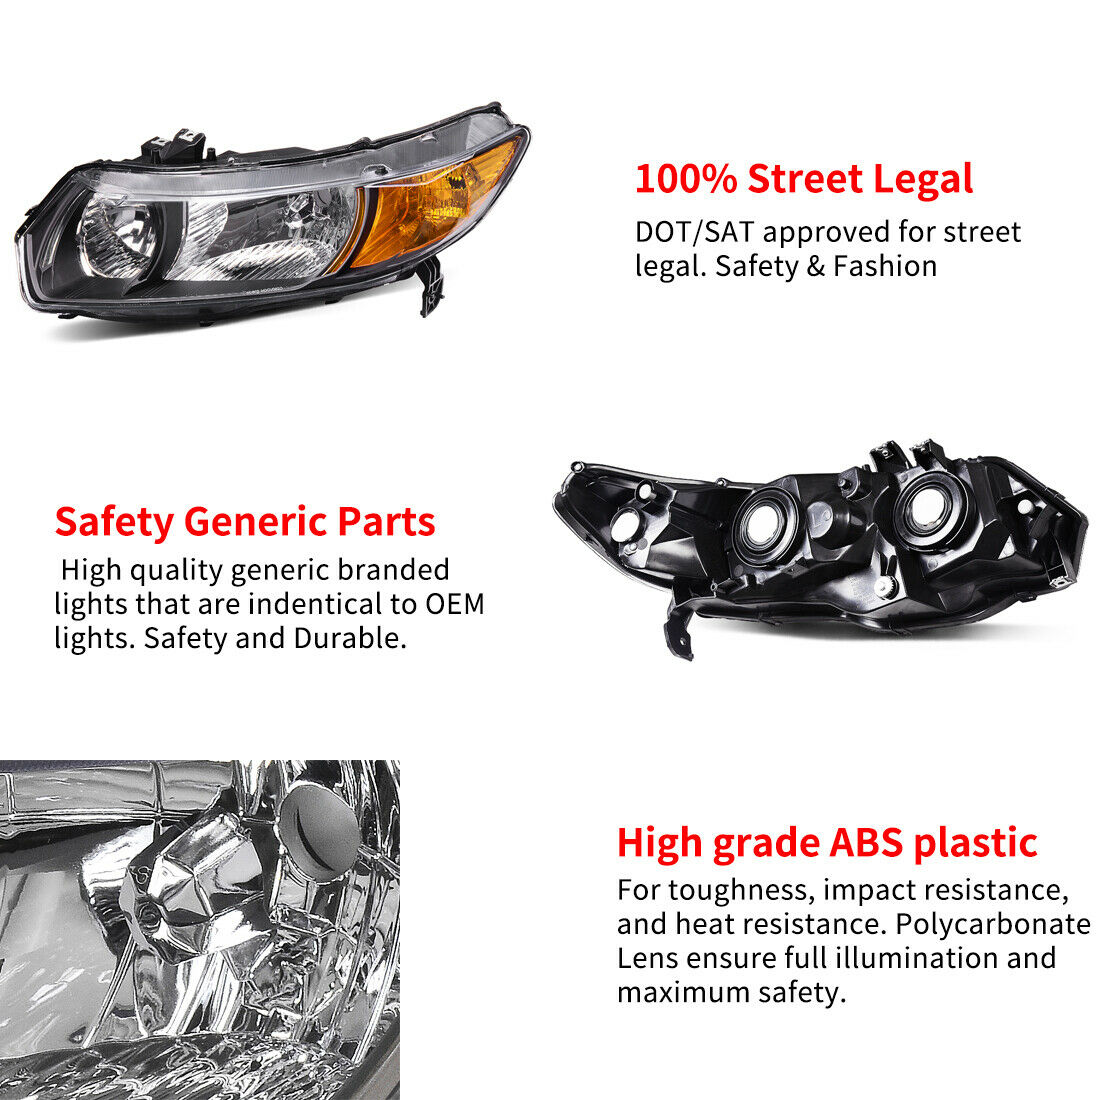 100% Street Legal
DOT/SAT approved for street
legal. Safety & Fashion
Safety Generic Parts
High quality generic branded
lights that are indentical to OEM
lights. Safety and Durable.
High grade ABS plastic
For toughness, impact resistance,
and heat resistance. Polycarbonate
Lens ensure full illumination and
maximum safety.